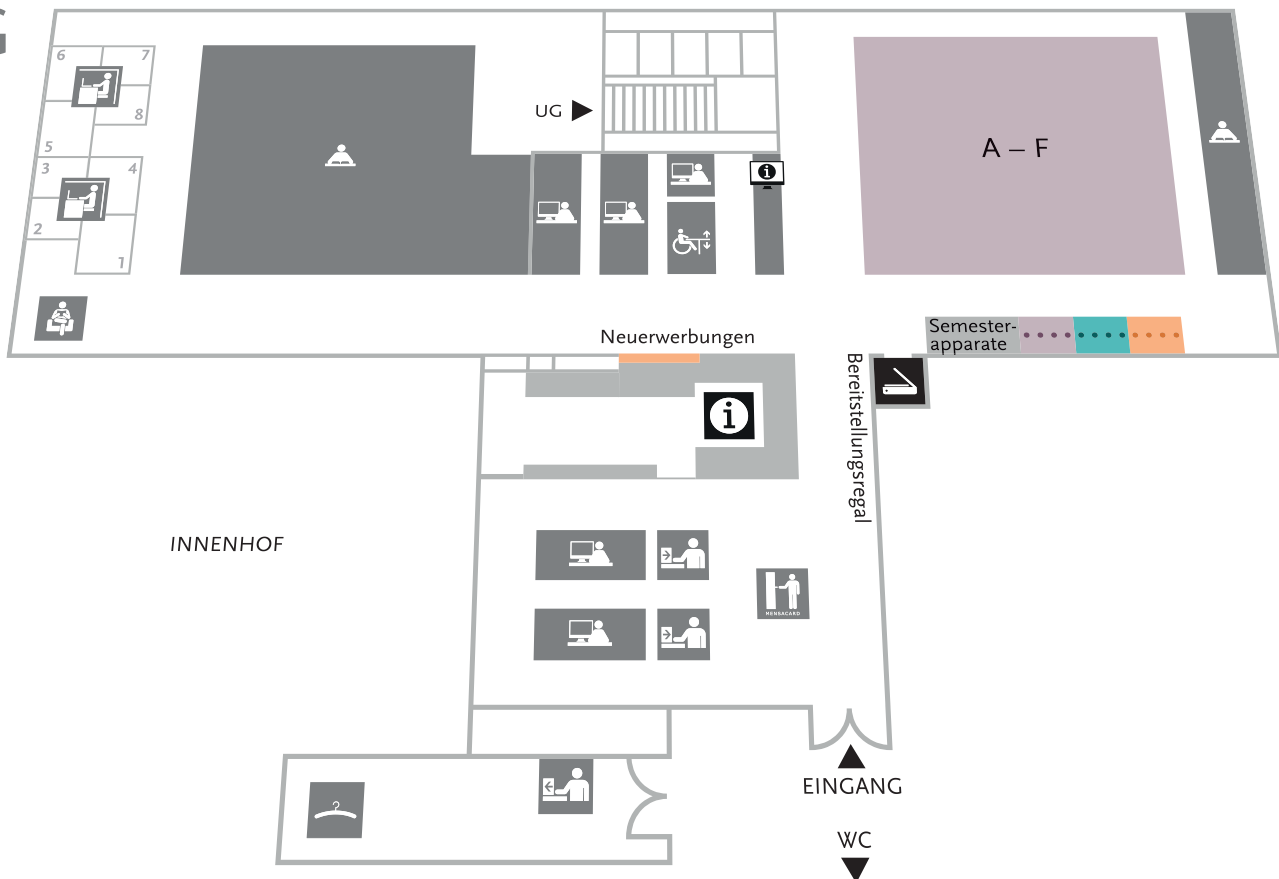 G
6
7
8
5
3
4
2
1
UG
A – F
Neuerwerbungen
Semester-
apparate
Bereitstellungsregal
INNENHOF
MENSACARD
EINGANG
WC